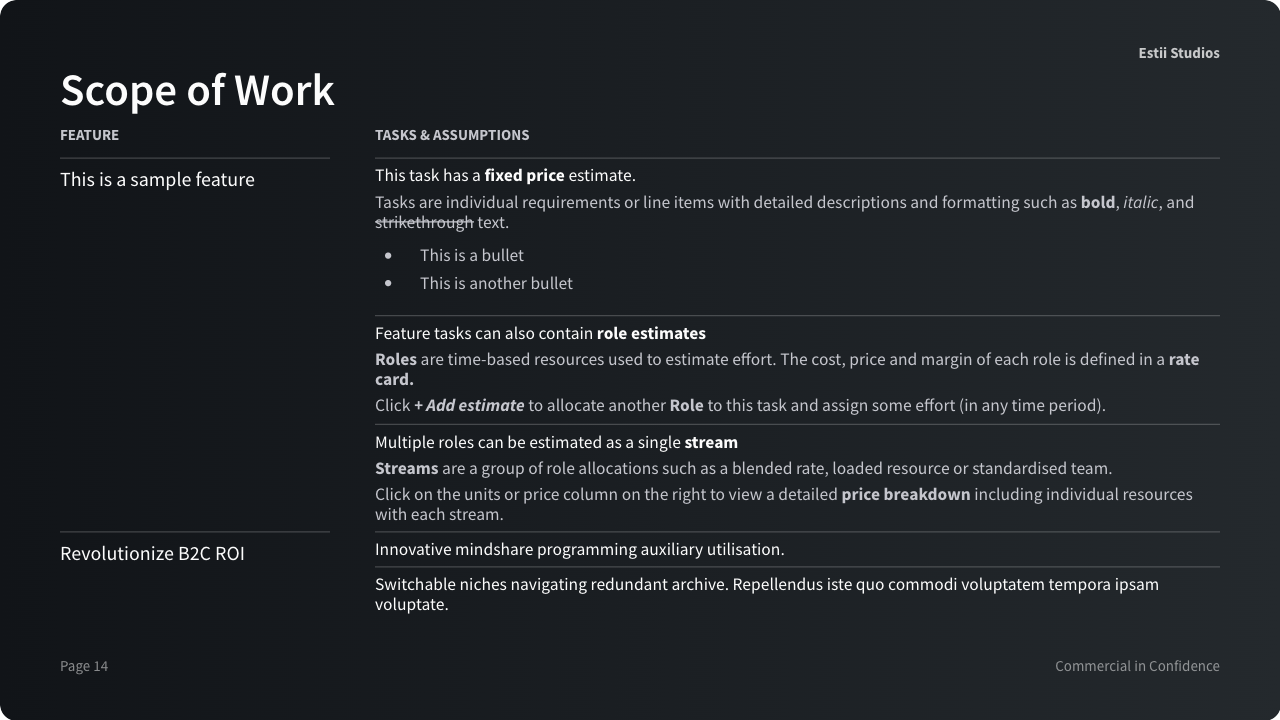 Estii Studios
Scope of Work
FEATURE
TASKS & ASSUMPTIONS
This is a sample feature
This task has a fixed price estimate.
Tasks are individual requirements or line items with detailed descriptions and formatting such as bold, italic, and
strikethrough text.
• This is a bullet
• This is another bullet
Feature tasks can also contain role estimates
Roles are time-based resources used to estimate effort. The cost, price and margin of each role is defined in a rate
card.
Click + Add estimate to allocate another Role to this task and assign some effort (in any time period).
Multiple roles can be estimated as a single stream
Streams are a group of role allocations such as a blended rate, loaded resource or standardised team.
Click on the units or price column on the right to view a detailed price breakdown including individual resources
with each stream.
Revolutionize B2C ROI
Innovative mindshare programming auxiliary utilisation.
Switchable niches navigating redundant archive. Repellendus iste quo commodi voluptatem tempora ipsam
voluptate.
Page 14
Commercial in Confidence